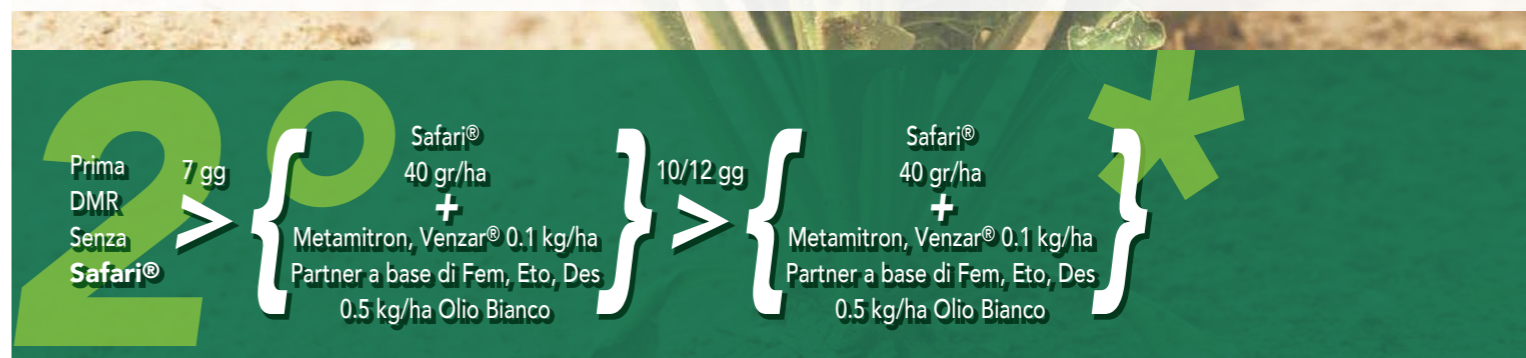 2°
Prima
DMR
Senza
Safari®
7 gg
>
{
Safari®
40 gr/ha
+
Metamitron, Venzar® 0.1 kg/ha
Partner a base di Fem, Eto, Des
0.5 kg/ha Olio Bianco
}
10/12 gg
>
{
Safari®
40 gr/ha
+
Metamitron, Venzar® 0.1 kg/ha
Partner a base di Fem, Eto, Des
0.5 kg/ha Olio Bianco
}
*